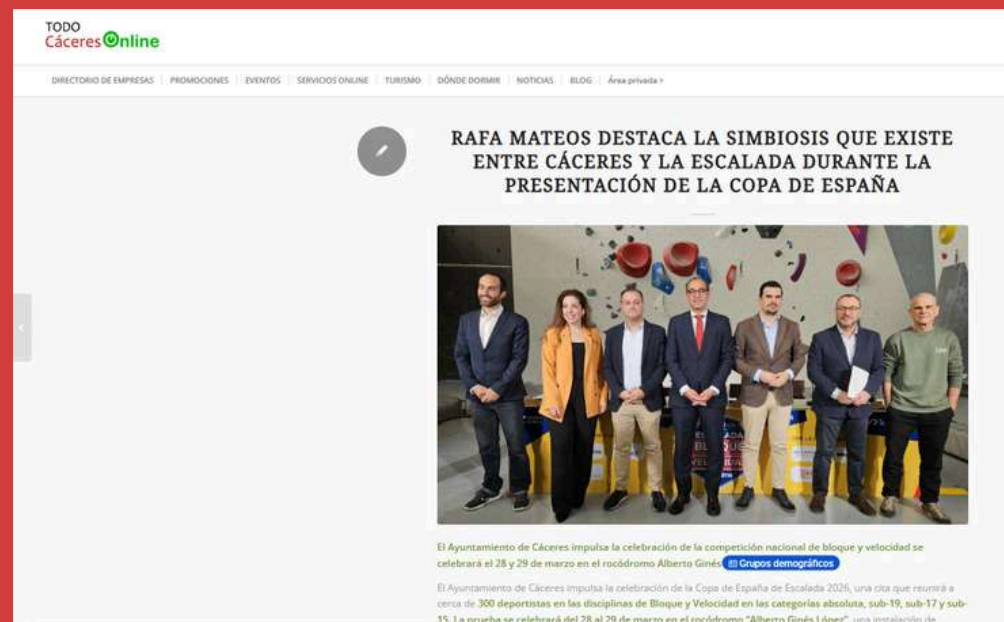 TODO
Cáceres Online
DIRECTORIO DE EMPRESAS PROMOCIONES EVENTOS SERVICIOS ONLINE TURISMO DÓNDE DORMIR NOTICIAS BLOG Área privada >
RAFA MATEOS DESTACA LA SIMBIOSIS QUE EXISTE
ENTRE CÁCERES Y LA ESCALADA DURANTE LA
PRESENTACIÓN DE LA COPA DE ESPAÑA
El Ayuntamiento de Cáceres impulsa la celebración de la competición nacional de bloque y velocidad se
celebrará el 28 y 29 de marzo en el rocódromo Alberto Ginés Grupos demográficos
El Ayuntamiento de Cáceres impulsa la celebración de la Copa de España de Escalada 2026, una cita que reunirá a
cerca de 300 deportistas en las disciplinas de Bloque y Velocidad en las categorías absoluta, sub-19, sub-17 y sub-
15. La prueba se celebrará del 28 al 29 de marzo en el rocódromo "Alberto Ginés López", una instalación de